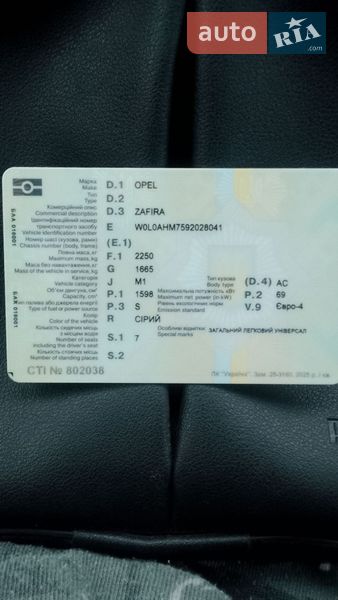 auto RIA
.com
БАА 018001
Марка
Make D.1 OPEL
Тип
Type D.2
Комерційний опис
Commercial description D.3 ZAFIRA
Ідентифікаційний номер
транспортного засобу E W0L0AHM7592028041
Vehicle identification number
Номер шасі (кузова, рами)
Chassis number (body, frame) (E.1)
Повна маса, кг
Maximum mass, kg F.1 2250
Маса без навантаження, кг
Mass of the vehicle in service, kg G 1665
Категорія
Vehicle category J M1
Тип кузова
Body type (D.4) AC
Об'єм двигуна, см³
Capacity, cm³ P.1 1598
Максимальна потужність кВт
Maximum net power (in kW) P.2 69
Тип пального або джерела енергії
Type of fuel or power source P.3 S
Рівень екологічних норм
Emission standard V.9 Євро-4
Колір
Color of the vehicle R СІРИЙ
Кількість сидячих місць
з місцем водія
Number of seats
including the driver's seat S.1 7
Особливі відмітки
Special marks ЗАГАЛЬНИЙ ЛЕГКОВИЙ УНІВЕРСАЛ
Кількість стоячих місць
Number of standing places S.2
СТІ № 802038
БАА 018001